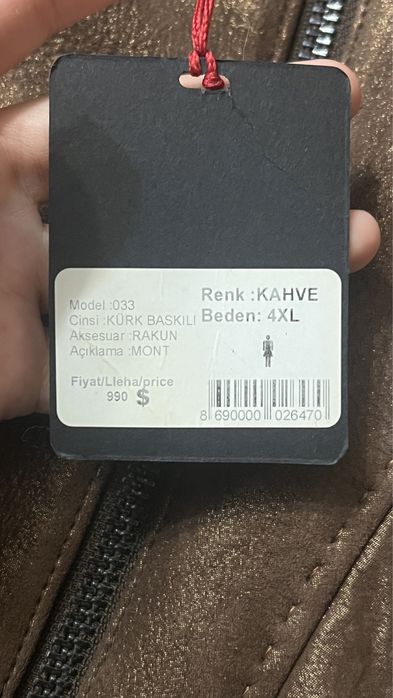 Model :033
Cinsi :KÜRK BASKILI
Aksesuar :RAKUN
Açıklama :MONT
Renk :KAHVE
Beden: 4XL
Fiyat/Lleha/price
990 $
8 690000 026470